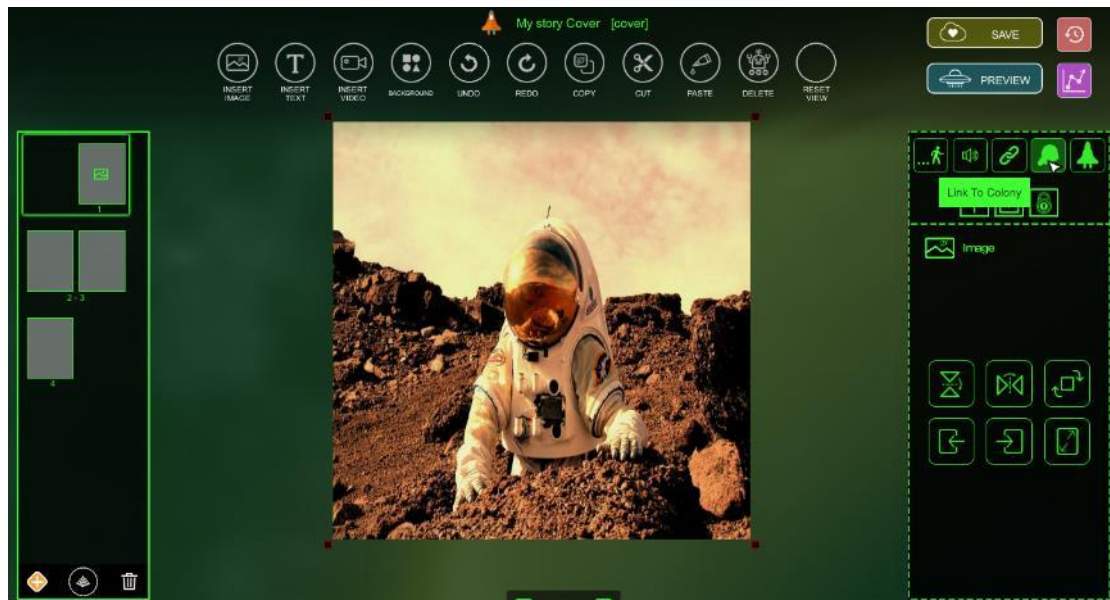 My story Cover [cover]
SAVE
INSERT IMAGE
INSERT TEXT
INSERT VIDEO
BACKGROUND
UNDO
REDO
COPY
CUT
PASTE
DELETE
RESET VIEW
PREVIEW
1
Link To Colony
Image
2 - 3
4